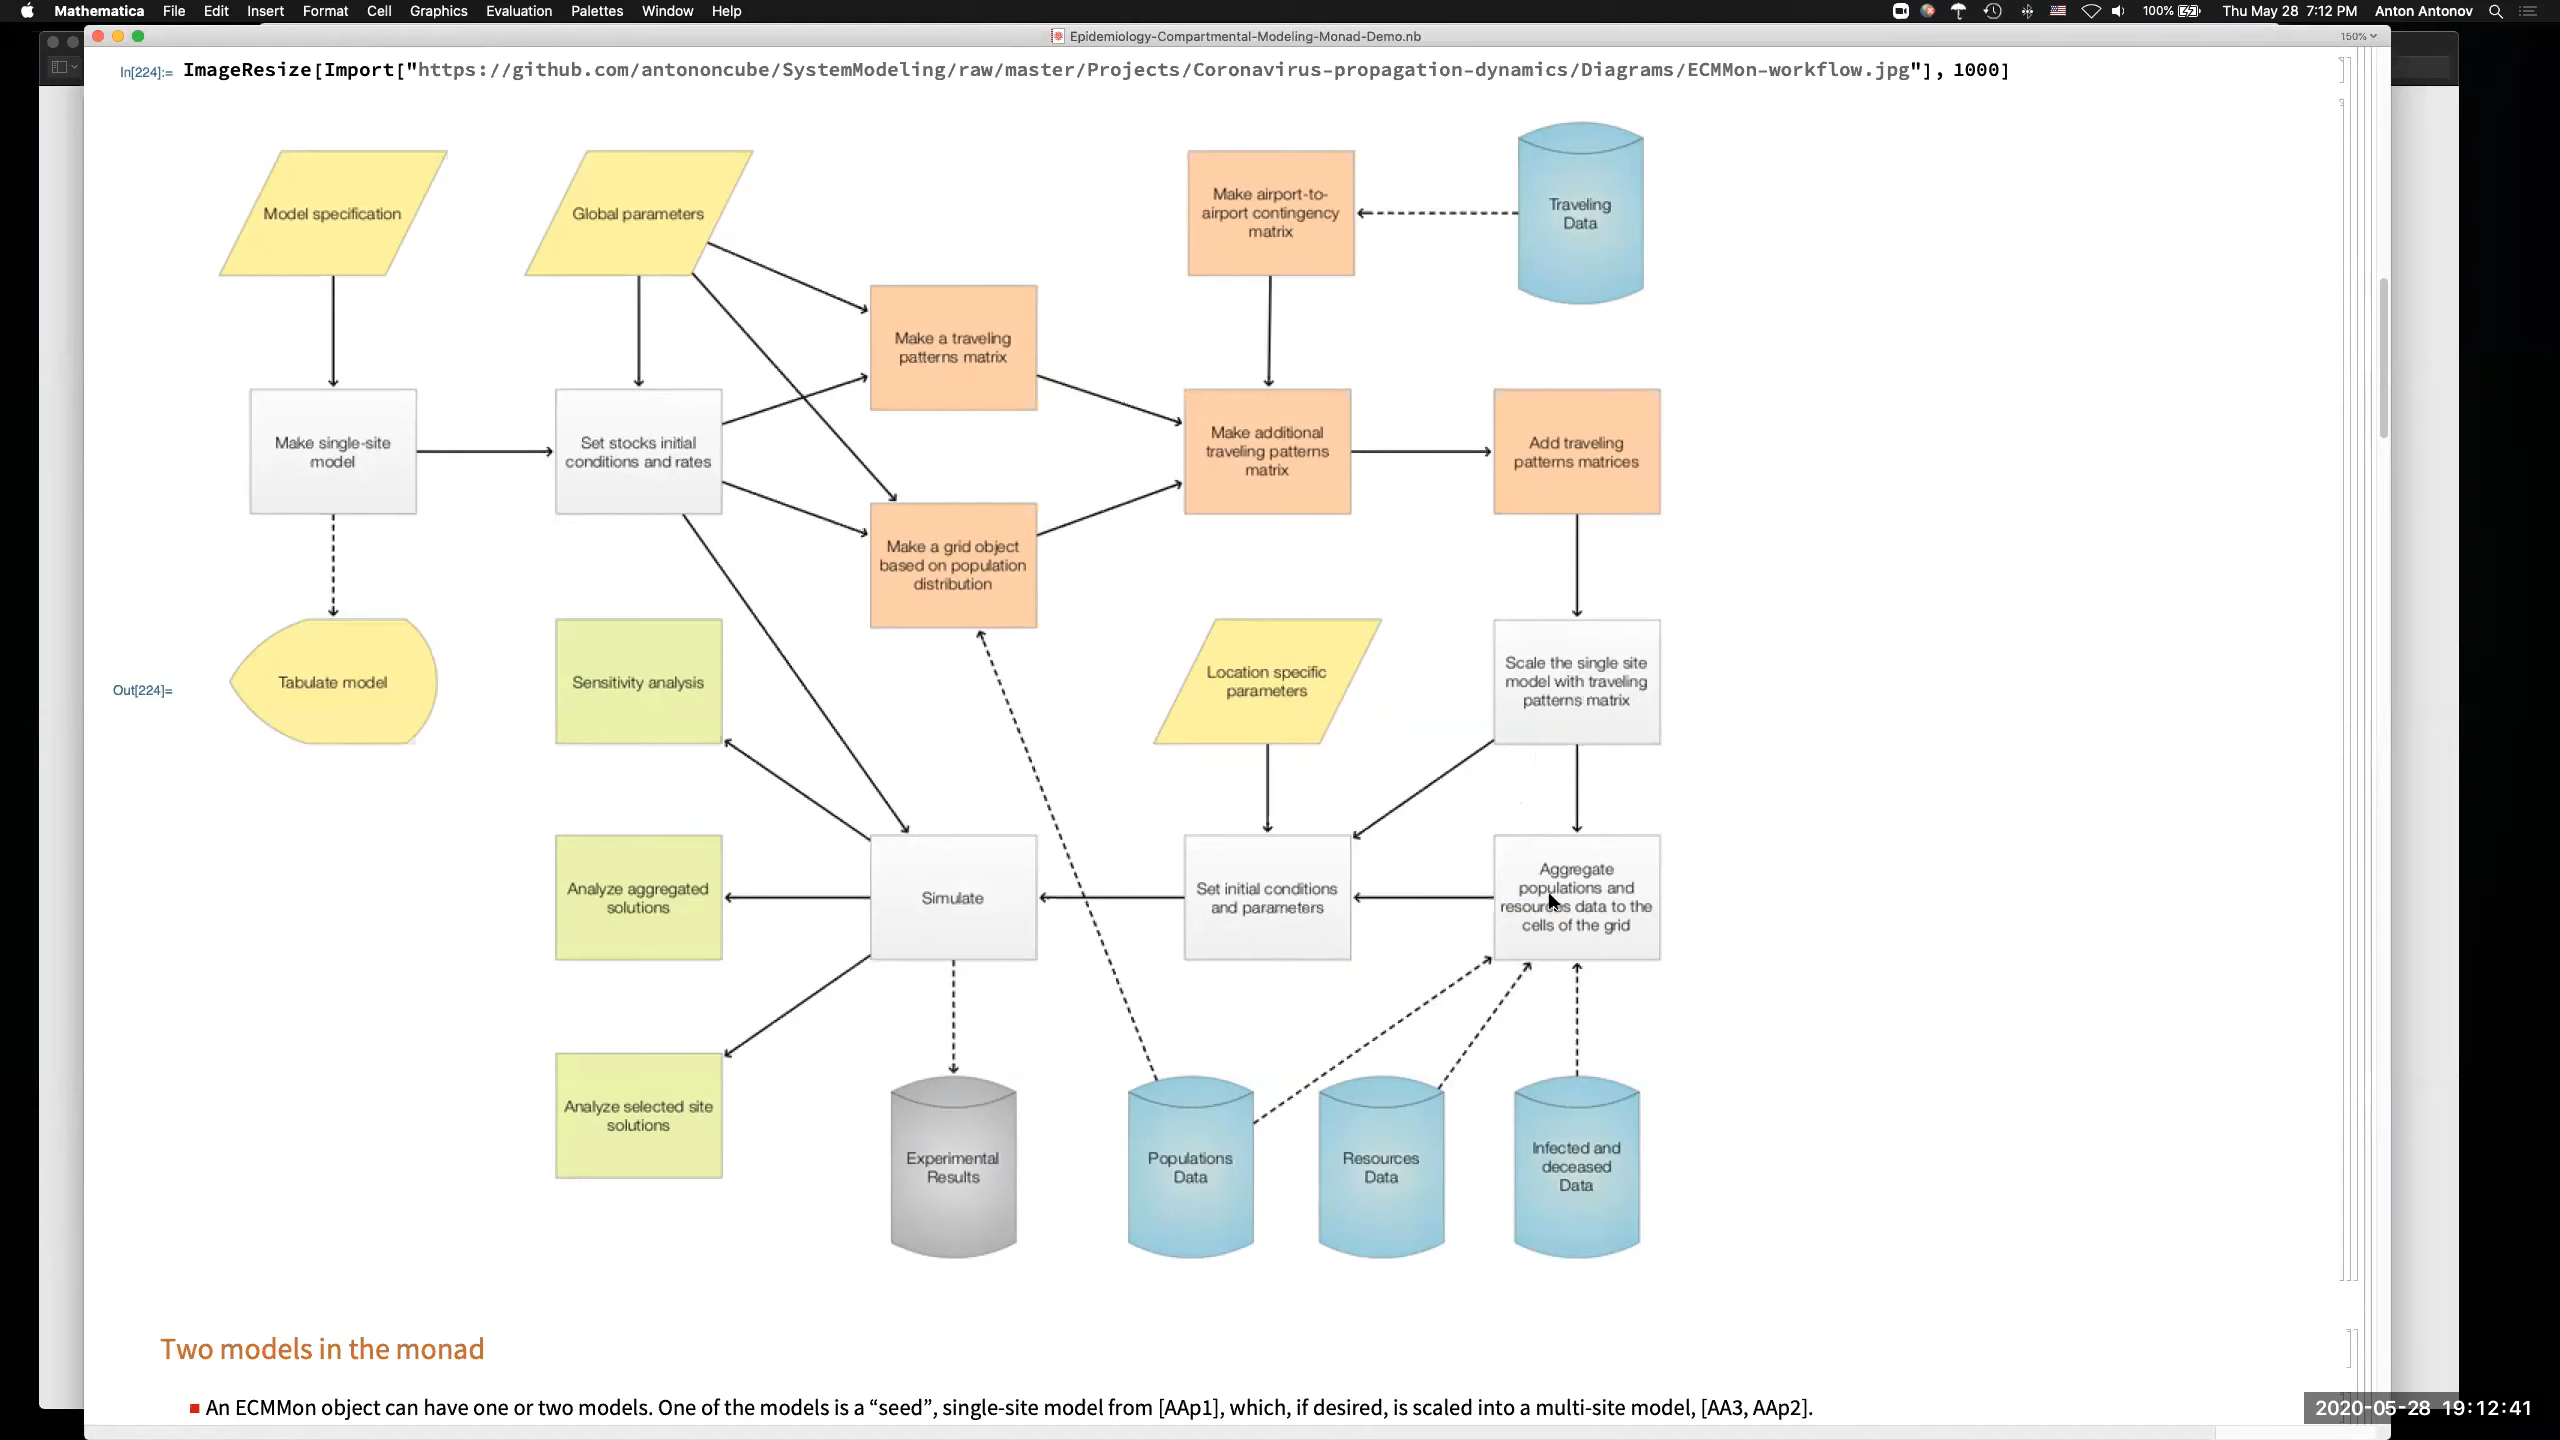 Mathematica File Edit Insert Format Cell Graphics Evaluation Palettes Window Help
100% Thu May 28 7:12 PM Anton Antonov
Epidemiology-Compartmental-Modeling-Monad-Demo.nb
150%
In[224]:= ImageResize[Import["https://github.com/antononcube/SystemModeling/raw/master/Projects/Coronavirus-propagation-dynamics/Diagrams/ECMMon-workflow.jpg"], 1000]
Model specification
Global parameters
Make airport-to-
airport contingency
matrix
Traveling
Data
Make a traveling
patterns matrix
Make single-site
model
Set stocks initial
conditions and rates
Make additional
traveling patterns
matrix
Add traveling
patterns matrices
Make a grid object
based on population
distribution
Out[224]=
Tabulate model
Sensitivity analysis
Location specific
parameters
Scale the single site
model with traveling
patterns matrix
Analyze aggregated
solutions
Simulate
Set initial conditions
and parameters
Aggregate
populations and
resources data to the
cells of the grid
Analyze selected site
solutions
Experimental
Results
Populations
Data
Resources
Data
Infected and
deceased
Data
Two models in the monad
An ECMMon object can have one or two models. One of the models is a “seed”, single-site model from [AAp1], which, if desired, is scaled into a multi-site model, [AA3, AAp2].
2020-05-28 19:12:41